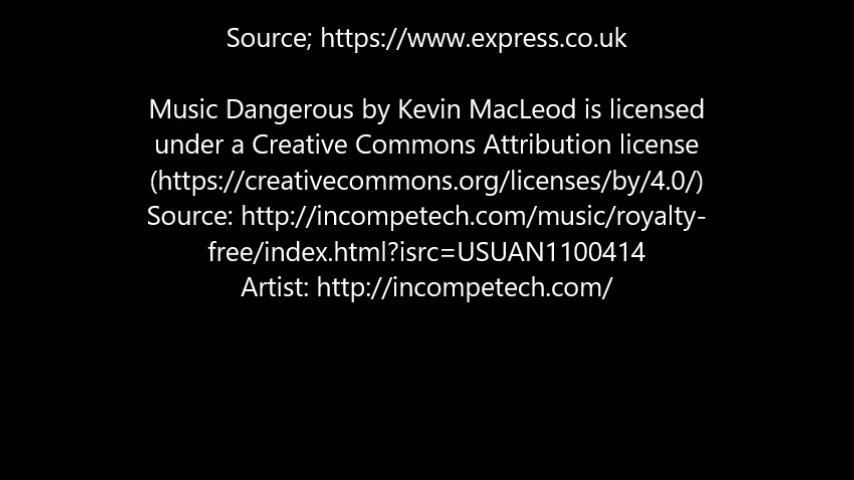 Source; https://www.express.co.uk
Music Dangerous by Kevin MacLeod is licensed
under a Creative Commons Attribution license
(https://creativecommons.org/licenses/by/4.0/)
Source: http://incompetech.com/music/royalty-
free/index.html?isrc=USUAN1100414
Artist: http://incompetech.com/